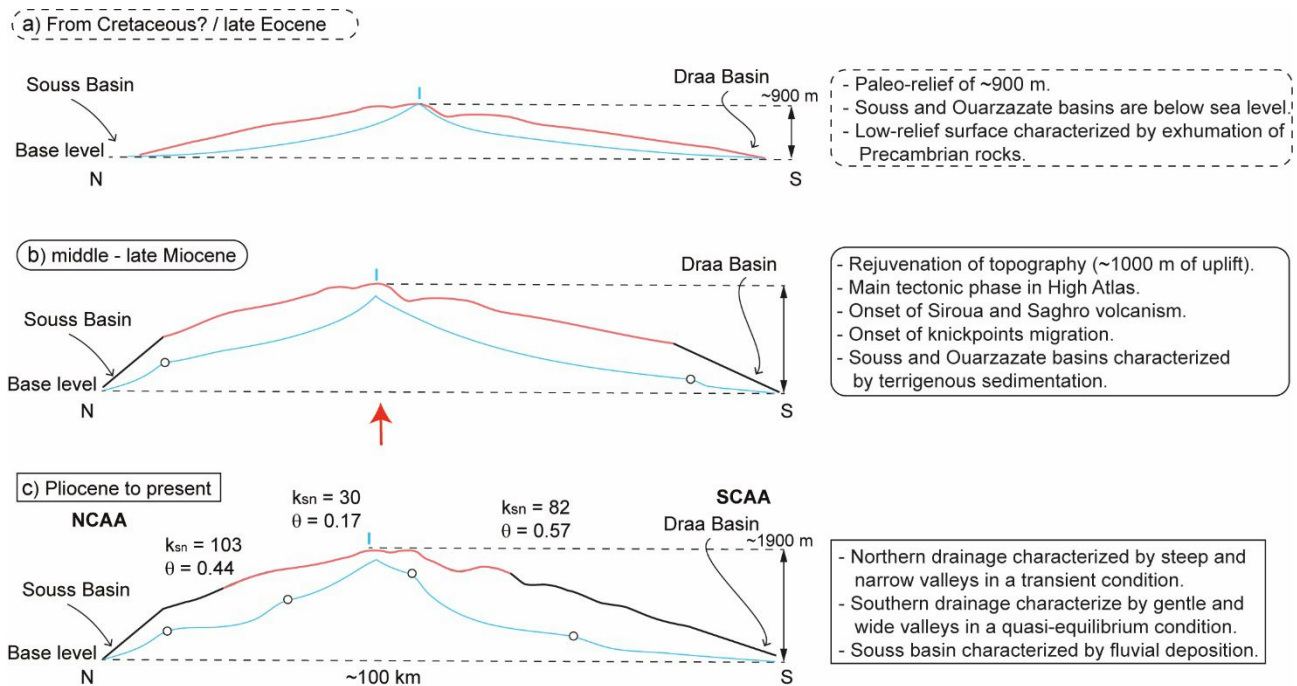 a) From Cretaceous? / late Eocene
Souss Basin
Draa Basin
~900 m
Base level
N
S
- Paleo-relief of ~900 m.
- Souss and Ouarzazate basins are below sea level.
- Low-relief surface characterized by exhumation of
Precambrian rocks.
b) middle - late Miocene
Draa Basin
Souss Basin
Base level
N
S
- Rejuvenation of topography (~1000 m of uplift).
- Main tectonic phase in High Atlas.
- Onset of Siroua and Saghro volcanism.
- Onset of knickpoints migration.
- Souss and Ouarzazate basins characterized
by terrigenous sedimentation.
c) Pliocene to present
NCAA
ksn = 103
θ = 0.44
ksn = 30
θ = 0.17
ksn = 82
θ = 0.57
SCAA
Draa Basin
~1900 m
Souss Basin
Base level
N
~100 km
S
- Northern drainage characterized by steep and
narrow valleys in a transient condition.
- Southern drainage characterize by gentle and
wide valleys in a quasi-equilibrium condition.
- Souss basin characterized by fluvial deposition.